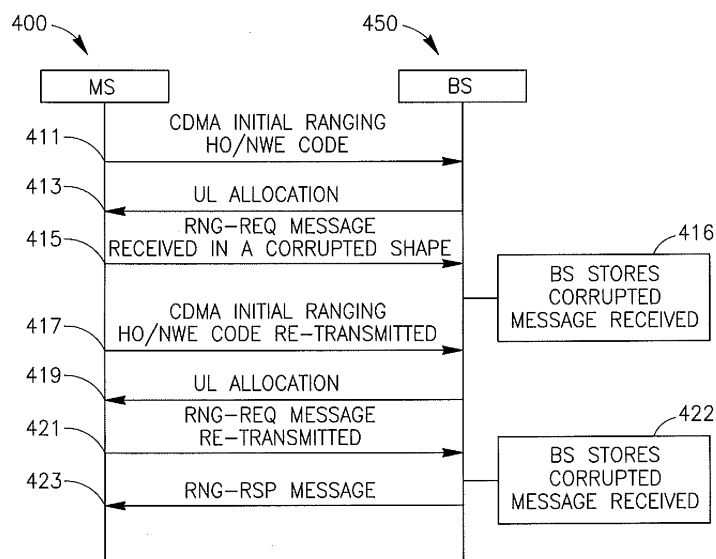 400
450
MS
BS
CDMA INITIAL RANGING
HO/NWE CODE
411
413
UL ALLOCATION
RNG-REQ MESSAGE
415
RECEIVED IN A CORRUPTED SHAPE
416
BS STORES
CORRUPTED
MESSAGE RECEIVED
CDMA INITIAL RANGING
417
HO/NWE CODE RE-TRANSMITTED
419
UL ALLOCATION
RNG-REQ MESSAGE
421
RE-TRANSMITTED
422
BS STORES
CORRUPTED
MESSAGE RECEIVED
423
RNG-RSP MESSAGE